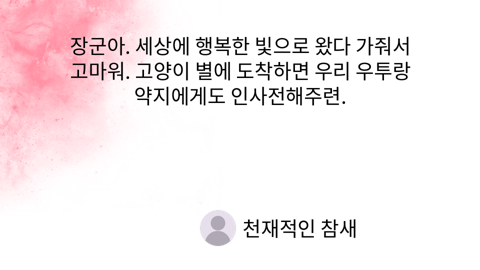 장군아. 세상에 행복한 빛으로 왔다 가줘서
고마워. 고양이 별에 도착하면 우리 우투랑
약지에게도 인사전해주련.
천재적인 참새